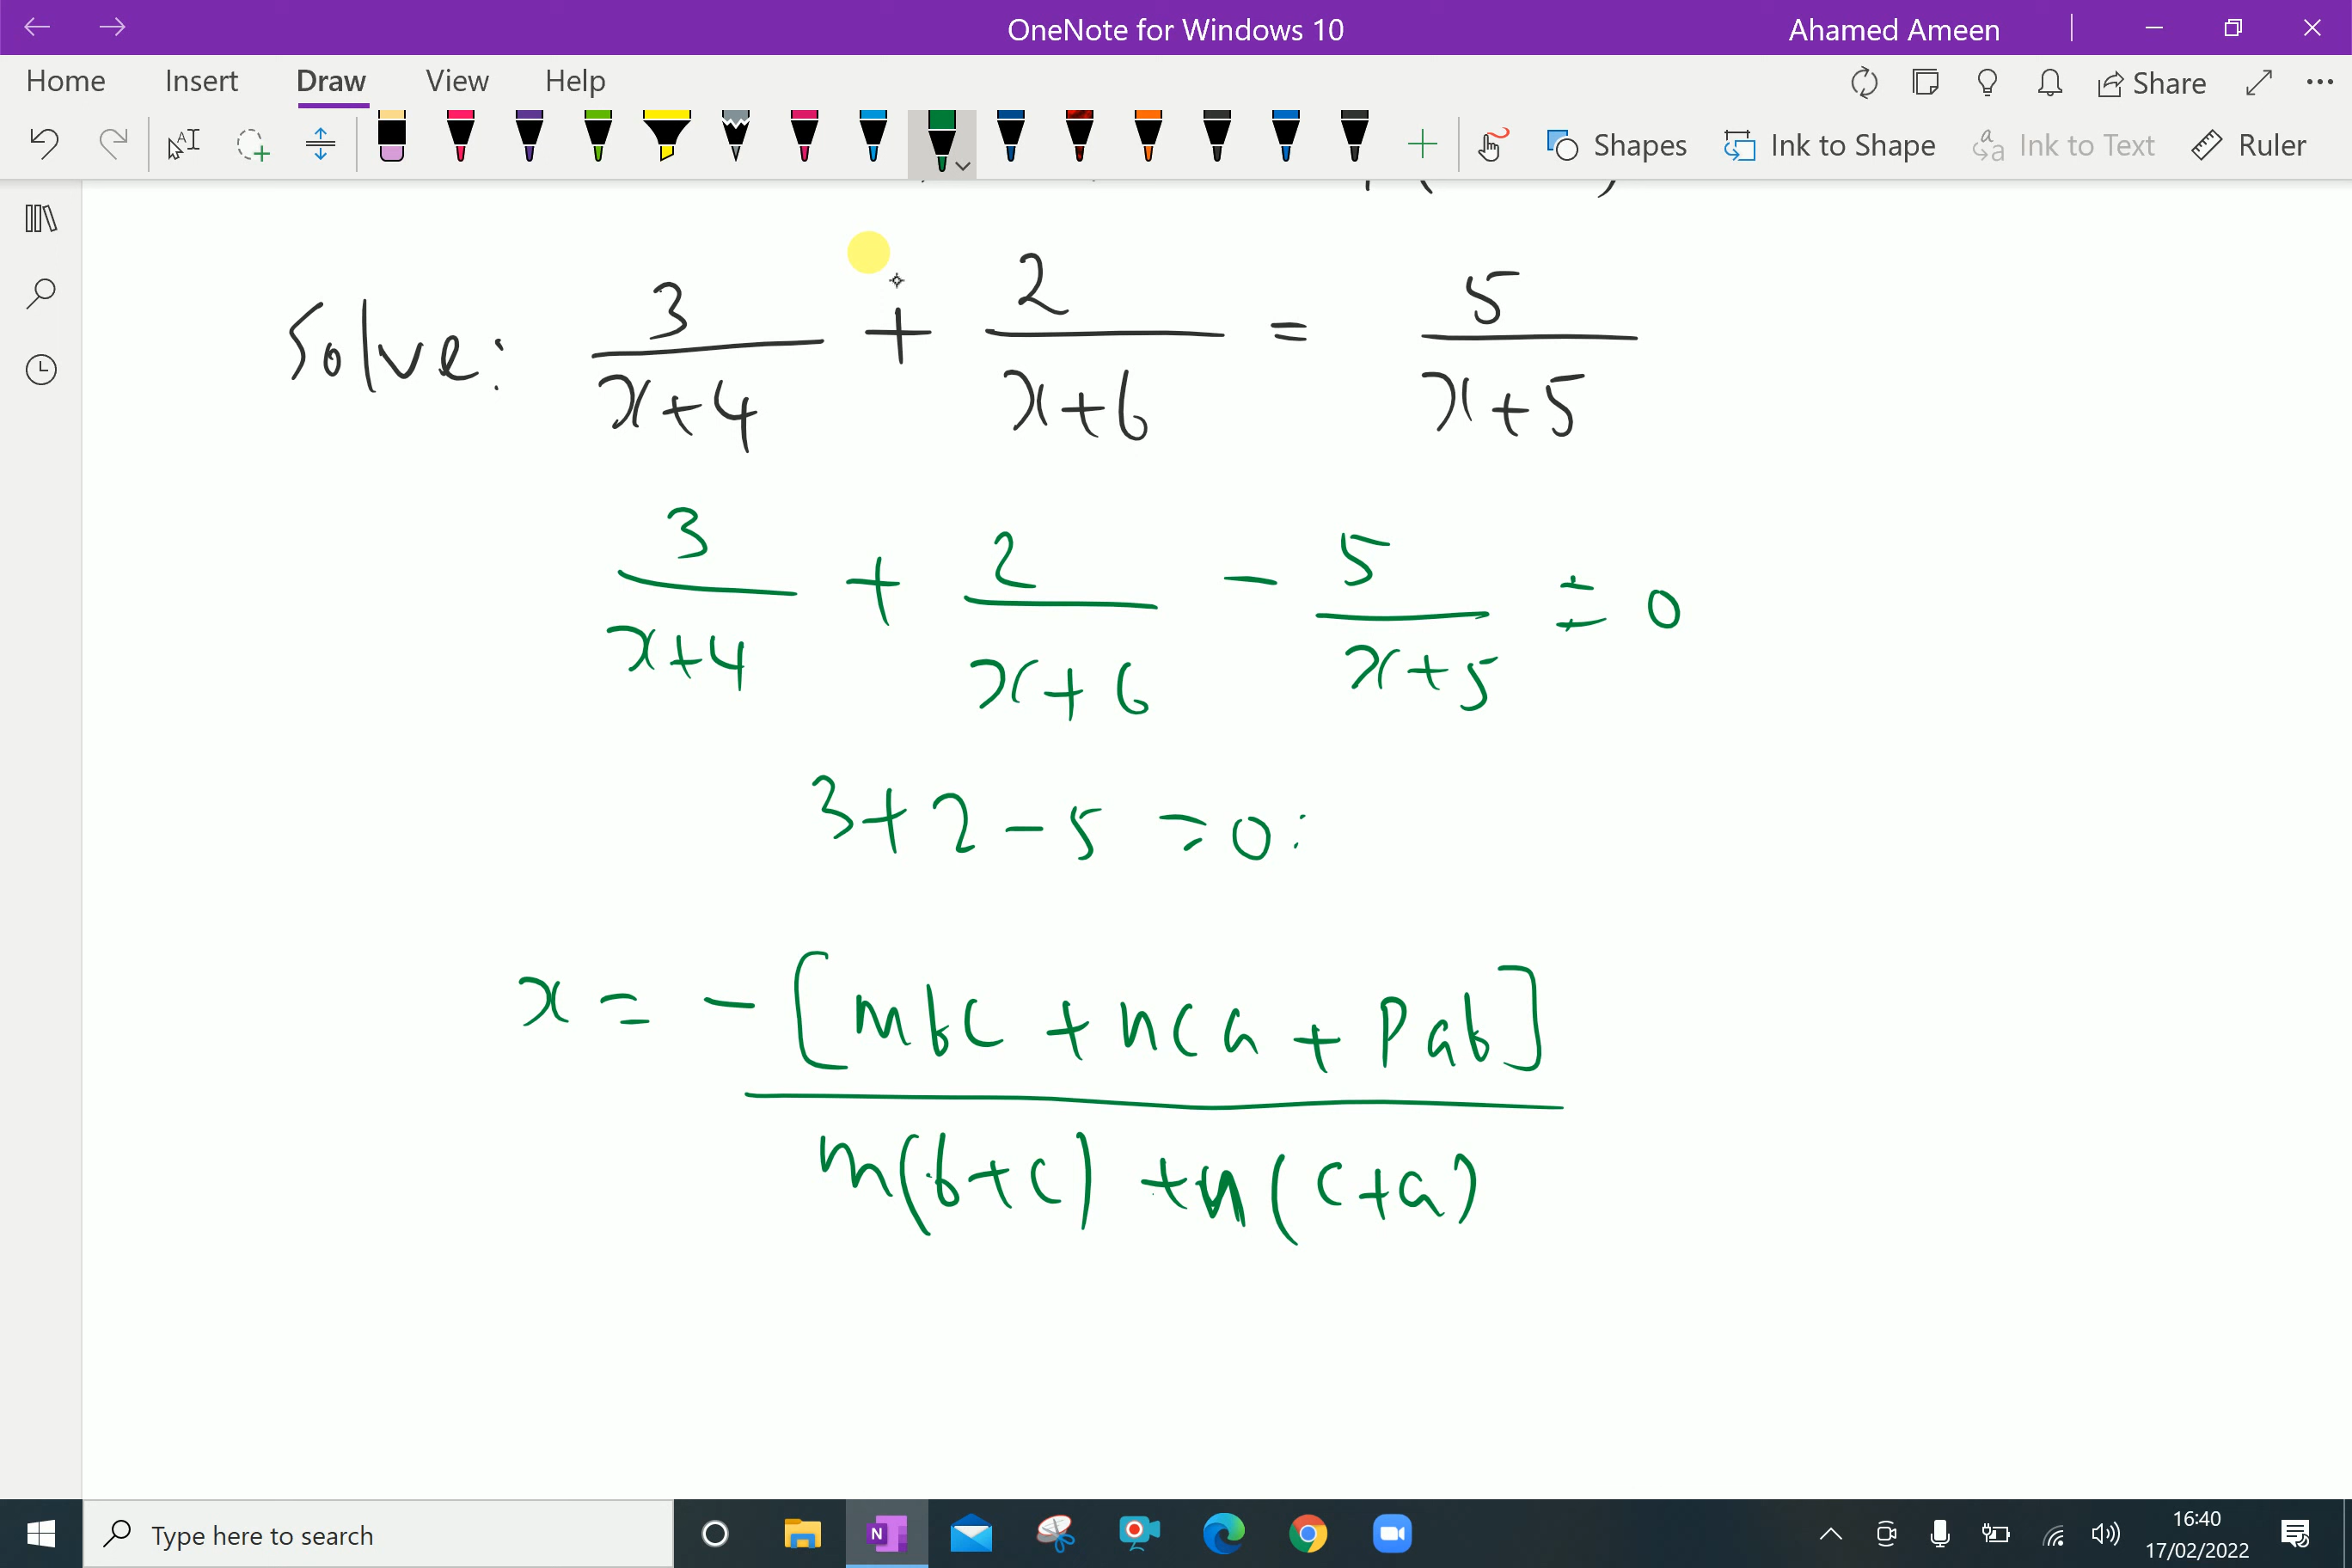 OneNote for Windows 10 Ahamed Ameen
Home Insert Draw View Help Share
Shapes Ink to Shape Ink to Text Ruler
Solve: 3/(x+4) + 2/(x+6) = 5/(x+5)
3/(x+4) + 2/(x+6) - 5/(x+5) = 0
3+2-5 =0:
x = - [mbc + nca + Pab]
m(b+c) +n(c+a)
Type here to search
16:40
17/02/2022